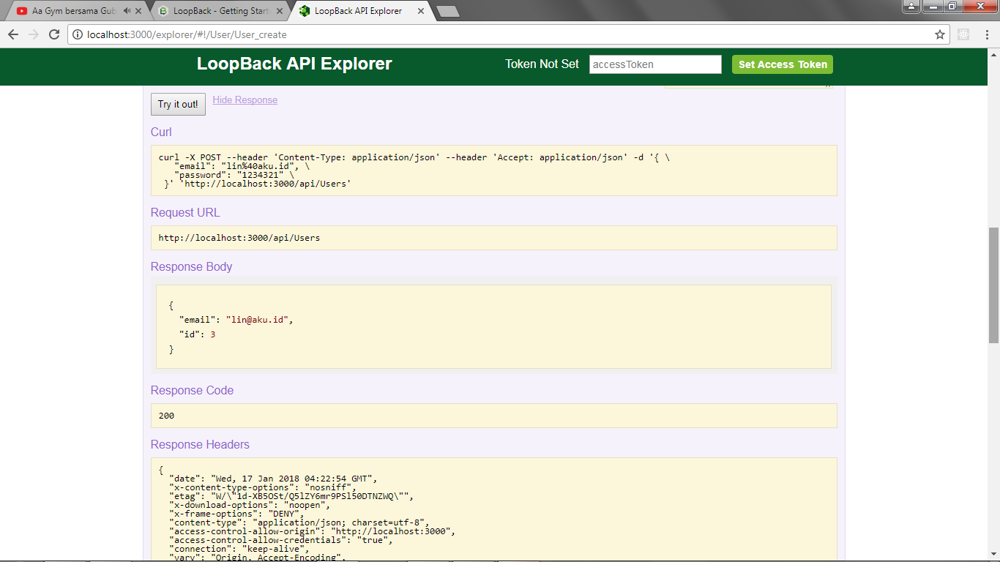 Aa Gym bersama Gub
LoopBack - Getting Starte
LoopBack API Explorer
localhost:3000/explorer/#!/User/User_create
LoopBack API Explorer
Token Not Set
accessToken
Set Access Token
Try it out!
Hide Response
Curl
curl -X POST --header 'Content-Type: application/json' --header 'Accept: application/json' -d '{ \
"email": "lin%40aku.id", \
"password": "1234321" \
}' 'http://localhost:3000/api/Users'
Request URL
http://localhost:3000/api/Users
Response Body
{
"email": "lin@aku.id",
"id": 3
}
Response Code
200
Response Headers
{
"date": "Wed, 17 Jan 2018 04:22:54 GMT",
"x-content-type-options": "nosniff",
"etag": "W/\"1d-XB5OSt/Q5lZY6mr9PSl50DTNZWQ\"",
"x-download-options": "noopen",
"x-frame-options": "DENY",
"content-type": "application/json; charset=utf-8",
"access-control-allow-origin": "http://localhost:3000",
"access-control-allow-credentials": "true",
"connection": "keep-alive",
"vary": "Origin, Accept-Encoding",